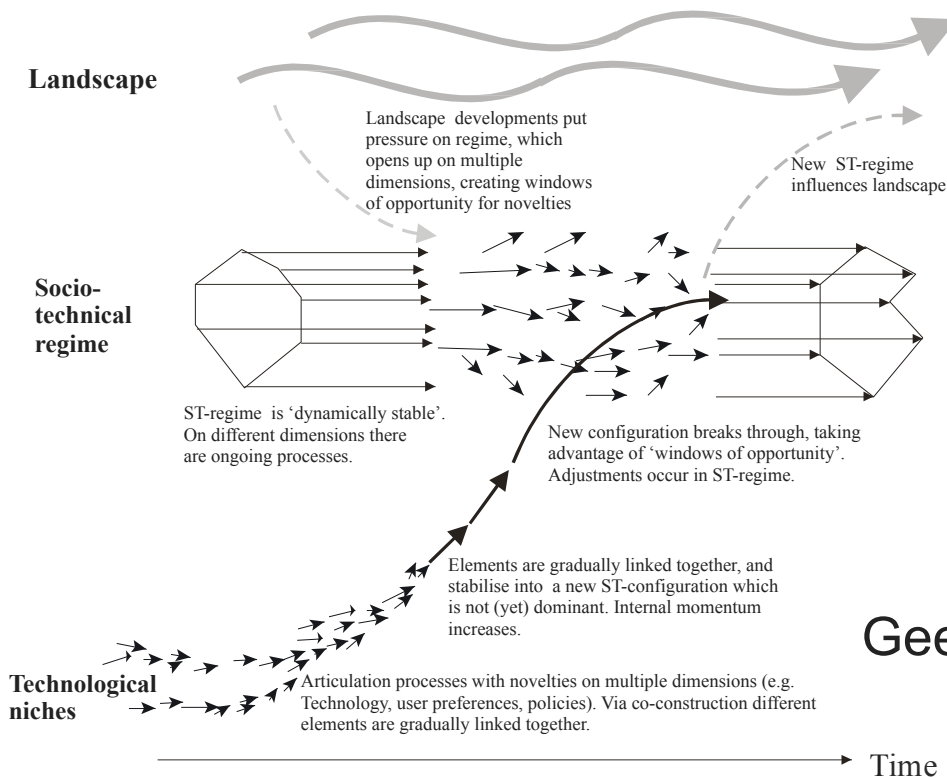 Landscape
Landscape developments put
pressure on regime, which
opens up on multiple
dimensions, creating windows
of opportunity for novelties
New ST-regime
influences landscape
Socio-
technical
regime
ST-regime is ‘dynamically stable’.
On different dimensions there
are ongoing processes.
New configuration breaks through, taking
advantage of ‘windows of opportunity’.
Adjustments occur in ST-regime.
Elements are gradually linked together, and
stabilise into a new ST-configuration which
is not (yet) dominant. Internal momentum
increases.
Gee
Technological
niches
Articulation processes with novelties on multiple dimensions (e.g.
Technology, user preferences, policies). Via co-construction different
elements are gradually linked together.
Time